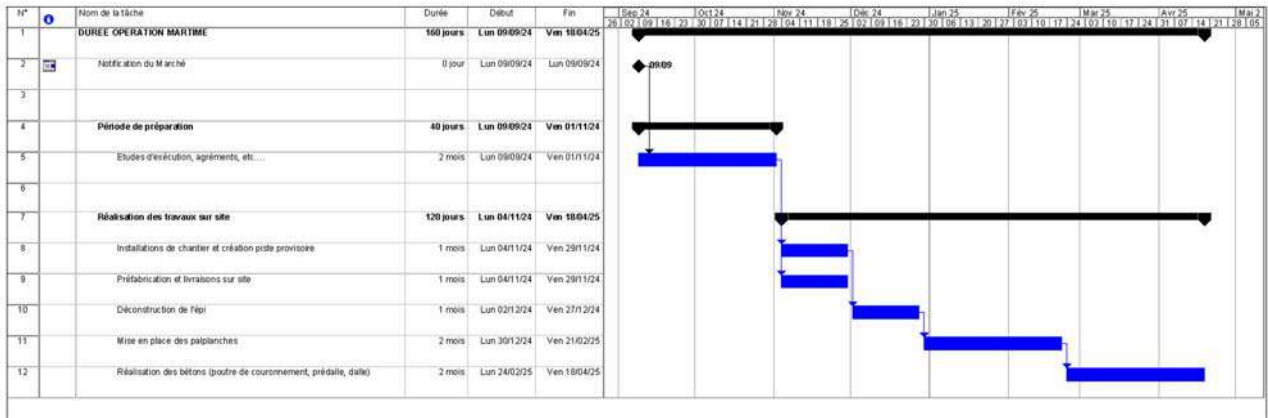 N° Nom de la tâche Durée Début Fin Sep 24 Oct 24 Nov 24 Déc 24 Jan 25 Fév 25 Mar 25 Avr 25 Mai 2
26 02 09 16 23 30 07 14 21 28 04 11 18 25 02 09 16 23 30 06 13 20 27 03 10 17 24 03 10 17 24 31 07 14 21 28 05
1 DUREE OPERATION MARTIME 160 jours Lun 09/09/24 Ven 18/04/25
2 Notification du Marché 0 jour Lun 09/09/24 Lun 09/09/24 09/09
3
4 Période de préparation 40 jours Lun 09/09/24 Ven 01/11/24
5 Etudes d'exécution, agréments, etc.... 2 mois Lun 09/09/24 Ven 01/11/24
6
7 Réalisation des travaux sur site 120 jours Lun 04/11/24 Ven 18/04/25
8 Installations de chantier et création piste provisoire 1 mois Lun 04/11/24 Ven 29/11/24
9 Préfabrication et livraisons sur site 1 mois Lun 04/11/24 Ven 29/11/24
10 Déconstruction de l'épi 1 mois Lun 02/12/24 Ven 27/12/24
11 Mise en place des palplanches 2 mois Lun 30/12/24 Ven 21/02/25
12 Réalisation des bétons (poutre de couronnement, prédalle, dalle) 2 mois Lun 24/02/25 Ven 18/04/25